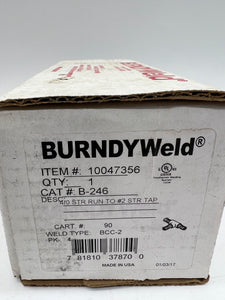 BURNDYWeld®
ITEM #: 10047356
QTY: 1
CAT #: B-246
DESC: STR RUN TO #2 STR TAP
CART. #: 90
WELD TYPE: BCC-2
PK: 4
7 81810 37870 0
MADE IN USA
01/03/17